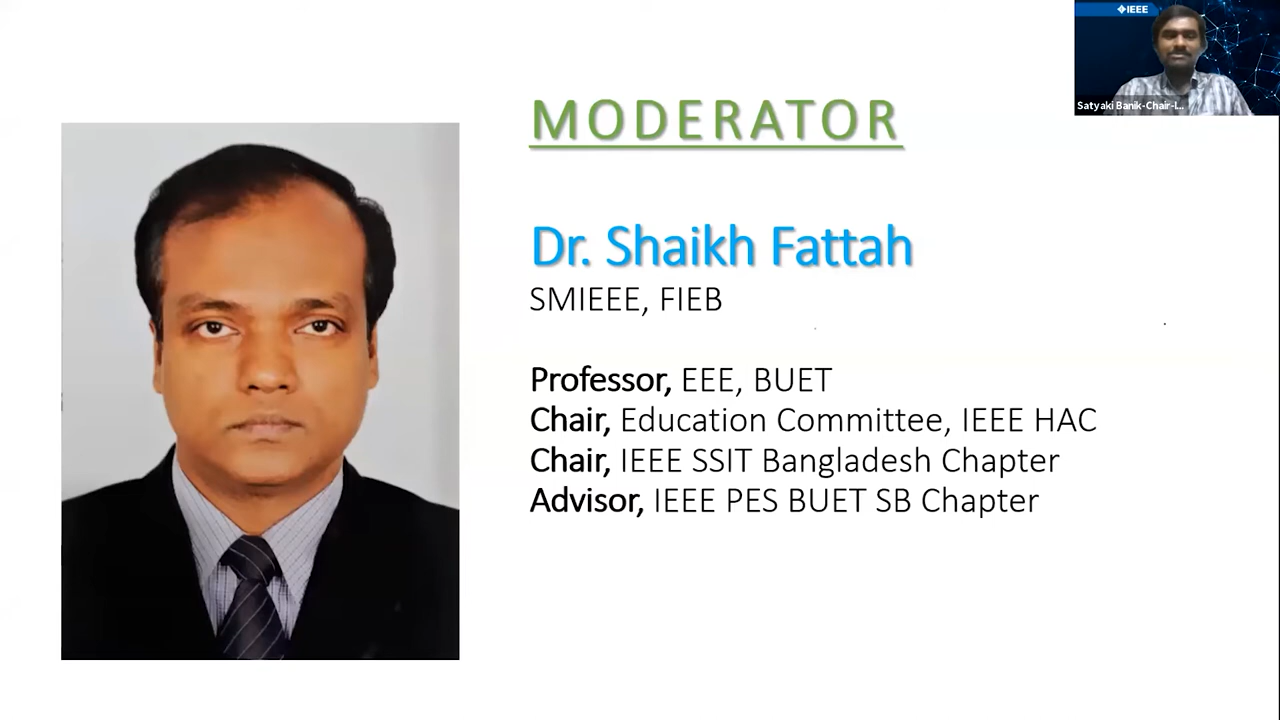 IEEE
Satyaki Banik-Chair-I...
MODERATOR
Dr. Shaikh Fattah
SMIEEE, FIEB
Professor, EEE, BUET
Chair, Education Committee, IEEE HAC
Chair, IEEE SSIT Bangladesh Chapter
Advisor, IEEE PES BUET SB Chapter